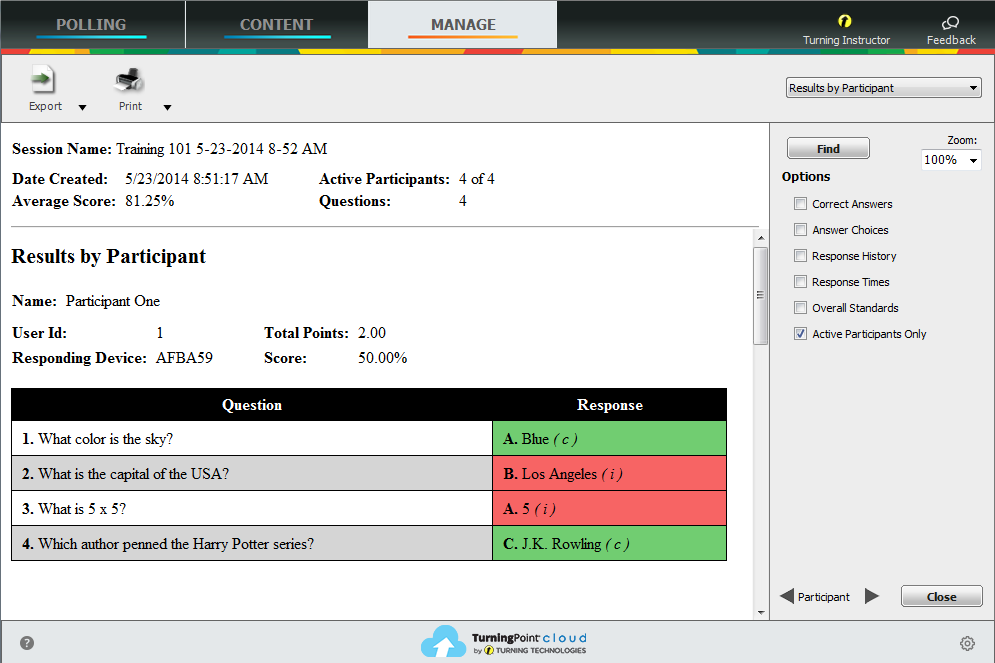 POLLING CONTENT MANAGE
Turning Instructor Feedback
Export Print
Results by Participant
Session Name: Training 101 5-23-2014 8-52 AM
Date Created: 5/23/2014 8:51:17 AM Active Participants: 4 of 4
Average Score: 81.25% Questions: 4
Results by Participant
Name: Participant One
User Id: 1 Total Points: 2.00
Responding Device: AFBA59 Score: 50.00%
Question Response
1. What color is the sky? A. Blue ( c )
2. What is the capital of the USA? B. Los Angeles ( i )
3. What is 5 x 5? A. 5 ( i )
4. Which author penned the Harry Potter series? C. J.K. Rowling ( c )
Find
Zoom:
100%
Options
Correct Answers
Answer Choices
Response History
Response Times
Overall Standards
Active Participants Only
Participant Close
?
TurningPoint cloud
by TURNING TECHNOLOGIES